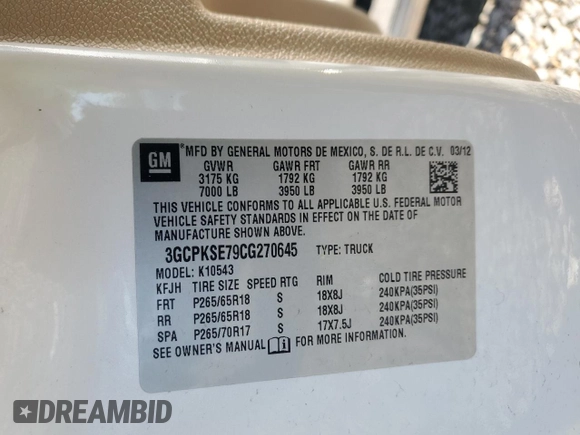 GM
MFD BY GENERAL MOTORS DE MEXICO, S. DE R.L. DE C.V. 03/12
GVWR GAWR FRT GAWR RR
3175 KG 1792 KG 1792 KG
7000 LB 3950 LB 3950 LB
THIS VEHICLE CONFORMS TO ALL APPLICABLE U.S. FEDERAL MOTOR
VEHICLE SAFETY STANDARDS IN EFFECT ON THE DATE OF
MANUFACTURE SHOWN ABOVE.
3GCPKSE79CG270645 TYPE: TRUCK
MODEL: K10543
KFJH TIRE SIZE SPEED RTG RIM COLD TIRE PRESSURE
FRT P265/65R18 S 18X8J 240KPA(35PSI)
RR P265/65R18 S 18X8J 240KPA(35PSI)
SPA P265/70R17 S 17X7.5J 240KPA(35PSI)
SEE OWNER'S MANUAL FOR MORE INFORMATION.
DREAMBID